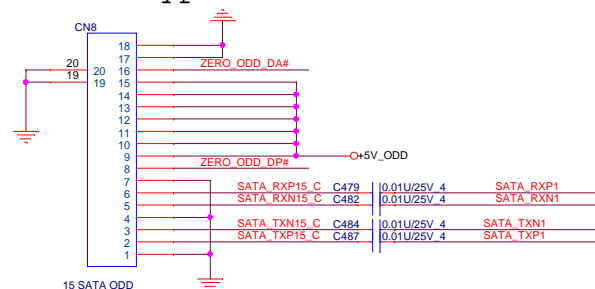 CN8
18
17
20 20 16 ZERO_ODD_DA#
19 19 15
14
13
12
11
10
9 +5V_ODD
8 ZERO_ODD_DP#
7
6 SATA_RXP15_C C479 0.01U/25V_4 SATA_RXP1
5 SATA_RXN15_C C482 0.01U/25V_4 SATA_RXN1
4
3 SATA_TXN15_C C484 0.01U/25V_4 SATA_TXN1
2 SATA_TXP15_C C487 0.01U/25V_4 SATA_TXP1
1
15 SATA ODD